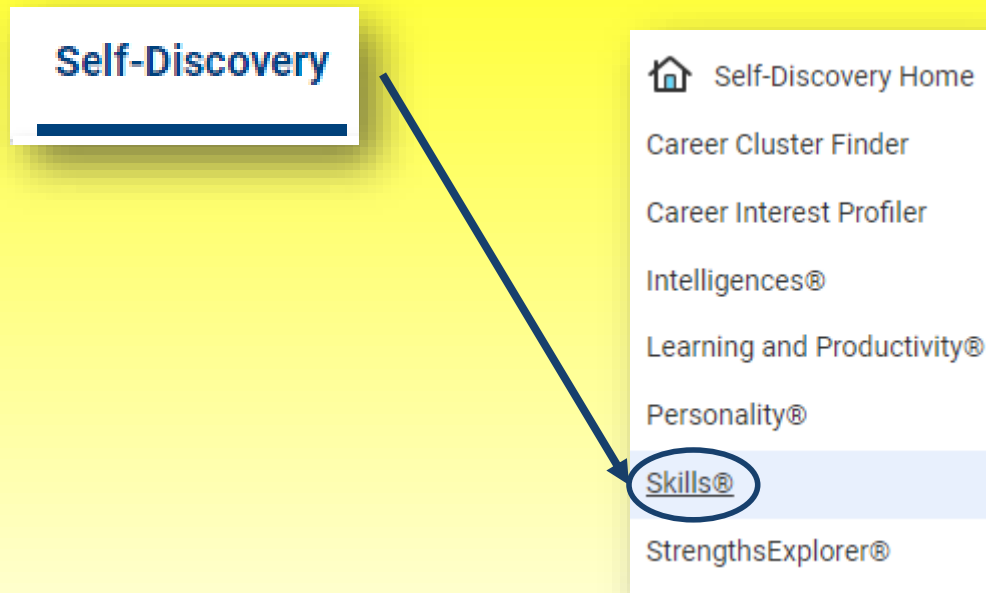 Self-Discovery
Self-Discovery Home
Career Cluster Finder
Career Interest Profiler
Intelligences®
Learning and Productivity®
Personality®
Skills®
StrengthsExplorer®